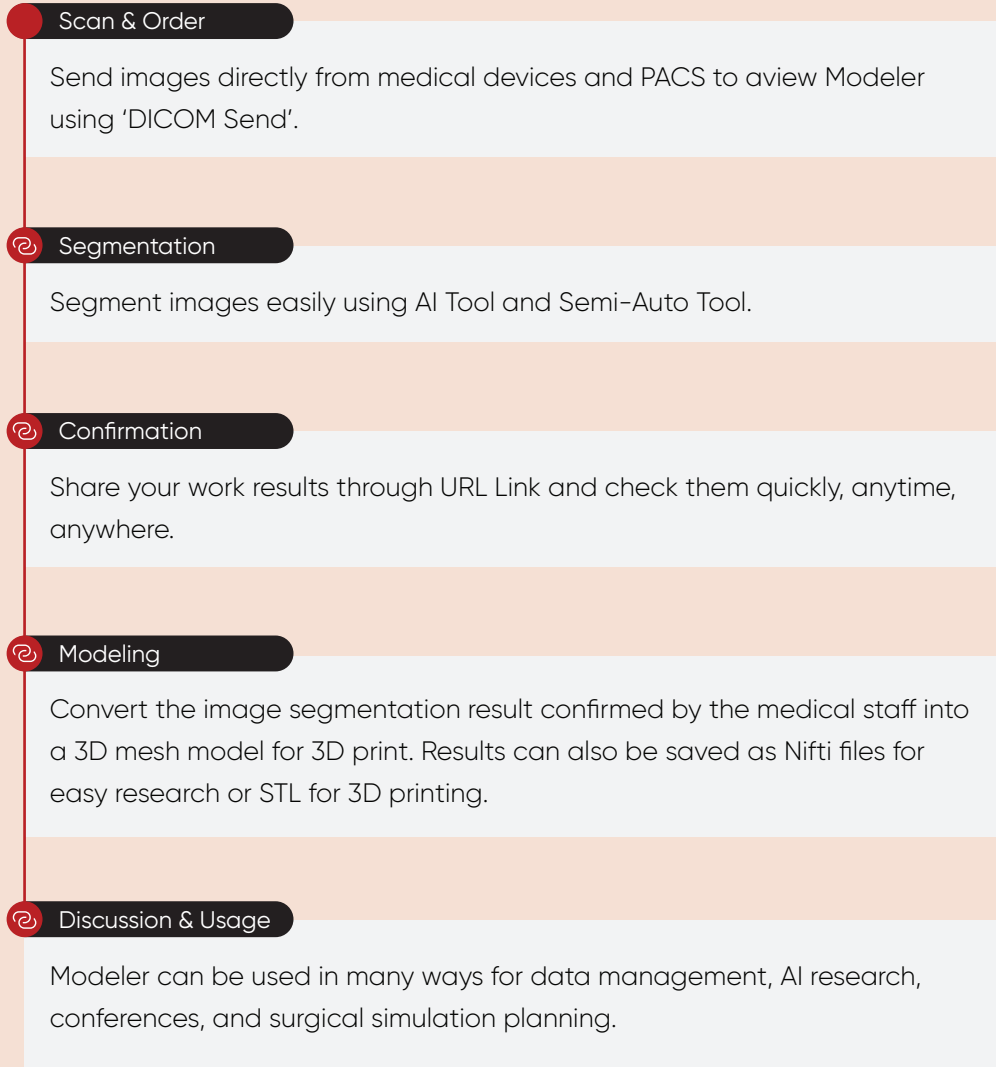 Scan & Order
Send images directly from medical devices and PACS to aview Modeler
using ‘DICOM Send’.
Segmentation
Segment images easily using AI Tool and Semi-Auto Tool.
Confirmation
Share your work results through URL Link and check them quickly, anytime,
anywhere.
Modeling
Convert the image segmentation result confirmed by the medical staff into
a 3D mesh model for 3D print. Results can also be saved as Nifti files for
easy research or STL for 3D printing.
Discussion & Usage
Modeler can be used in many ways for data management, AI research,
conferences, and surgical simulation planning.